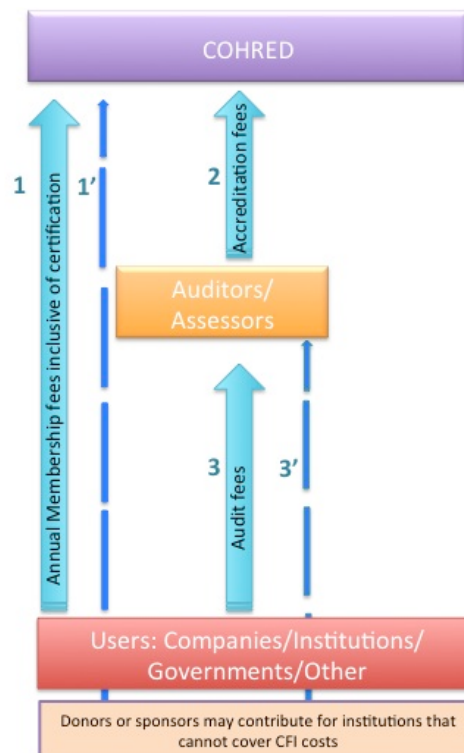 COHRED
1
Annual Membership fees inclusive of certification
1’
2
Accreditation fees
Auditors/
Assessors
3
Audit fees
3’
Users: Companies/Institutions/
Governments/Other
Donors or sponsors may contribute for institutions that
cannot cover CFI costs